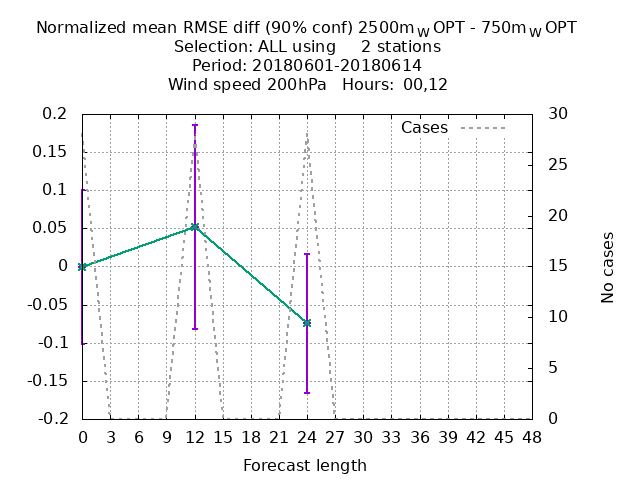 Normalized mean RMSE diff (90% conf) 2500m_W OPT - 750m_W OPT
Selection: ALL using 2 stations
Period: 20180601-20180614
Wind speed 200hPa Hours: 00,12
Cases
0.2
0.15
0.1
0.05
0
-0.05
-0.1
-0.15
-0.2
30
25
20
15
10
5
0
No cases
0 3 6 9 12 15 18 21 24 27 30 33 36 39 42 45 48
Forecast length